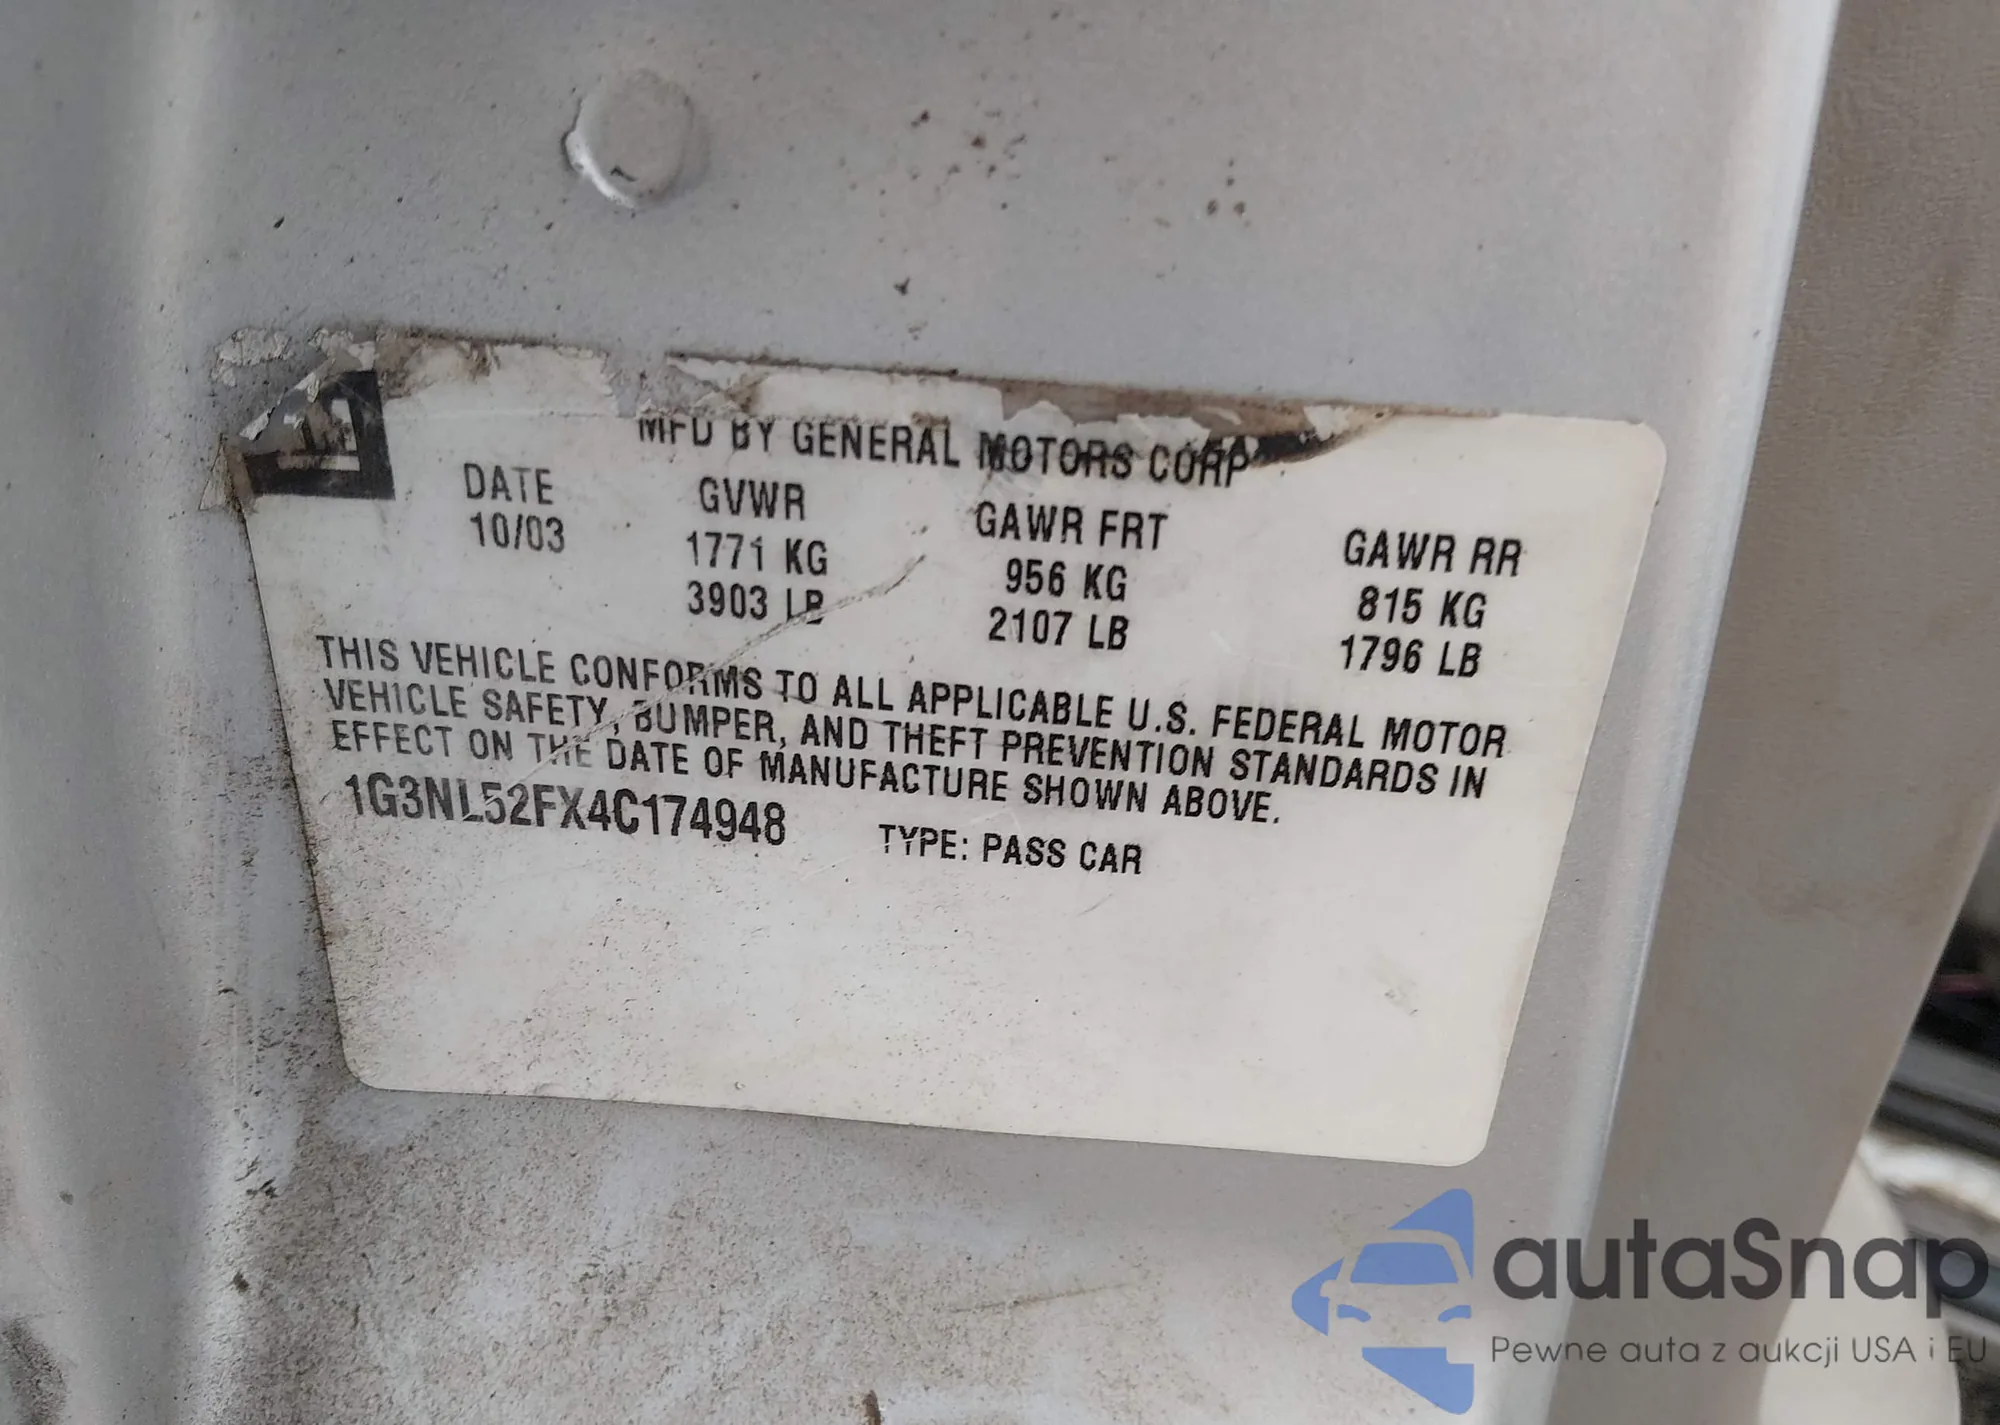 MFD BY GENERAL MOTORS CORP
DATE GVWR GAWR FRT GAWR RR
10/03 1771 KG 956 KG 815 KG
3903 LB 2107 LB 1796 LB
THIS VEHICLE CONFORMS TO ALL APPLICABLE U.S. FEDERAL MOTOR
VEHICLE SAFETY, BUMPER, AND THEFT PREVENTION STANDARDS IN
EFFECT ON THE DATE OF MANUFACTURE SHOWN ABOVE.
1G3NL52FX4C174948 TYPE: PASS CAR
autaSnap
Pewne auta z aukcji USA i EU